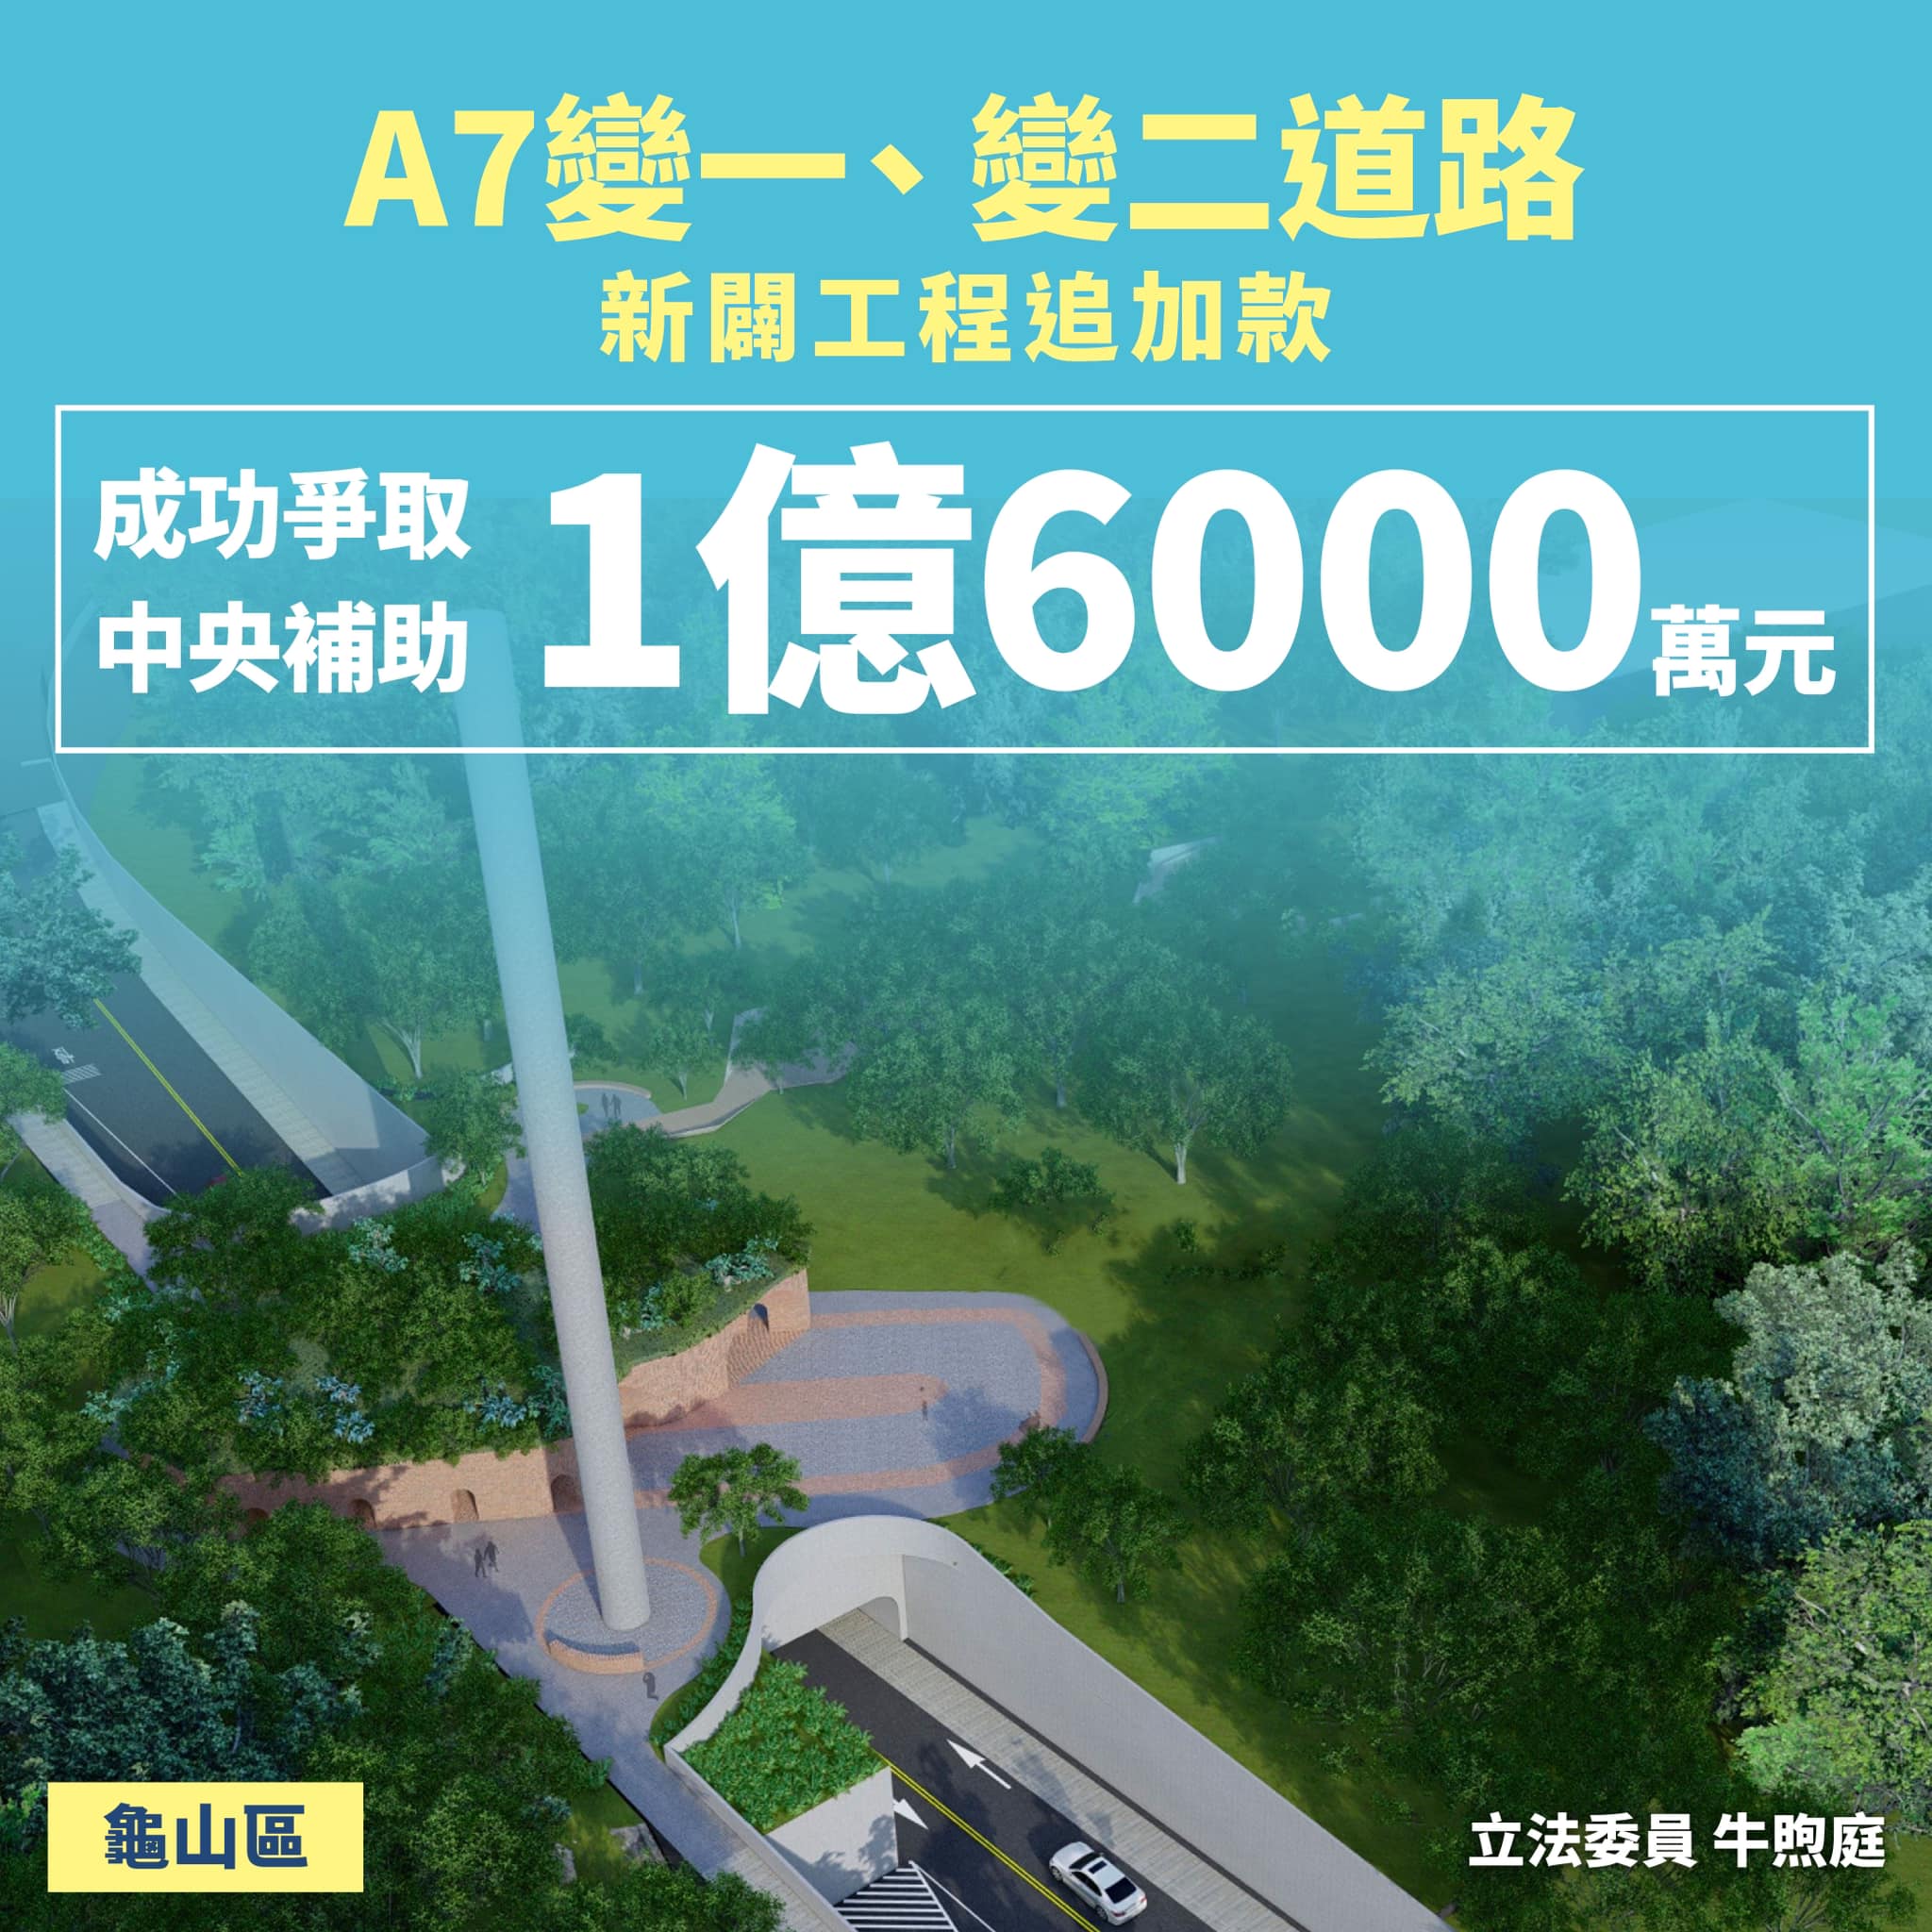 A7變一、變二道路
新闢工程追加款
成功爭取
中央補助
1億6000萬元
龜山區
立法委員 牛煦庭